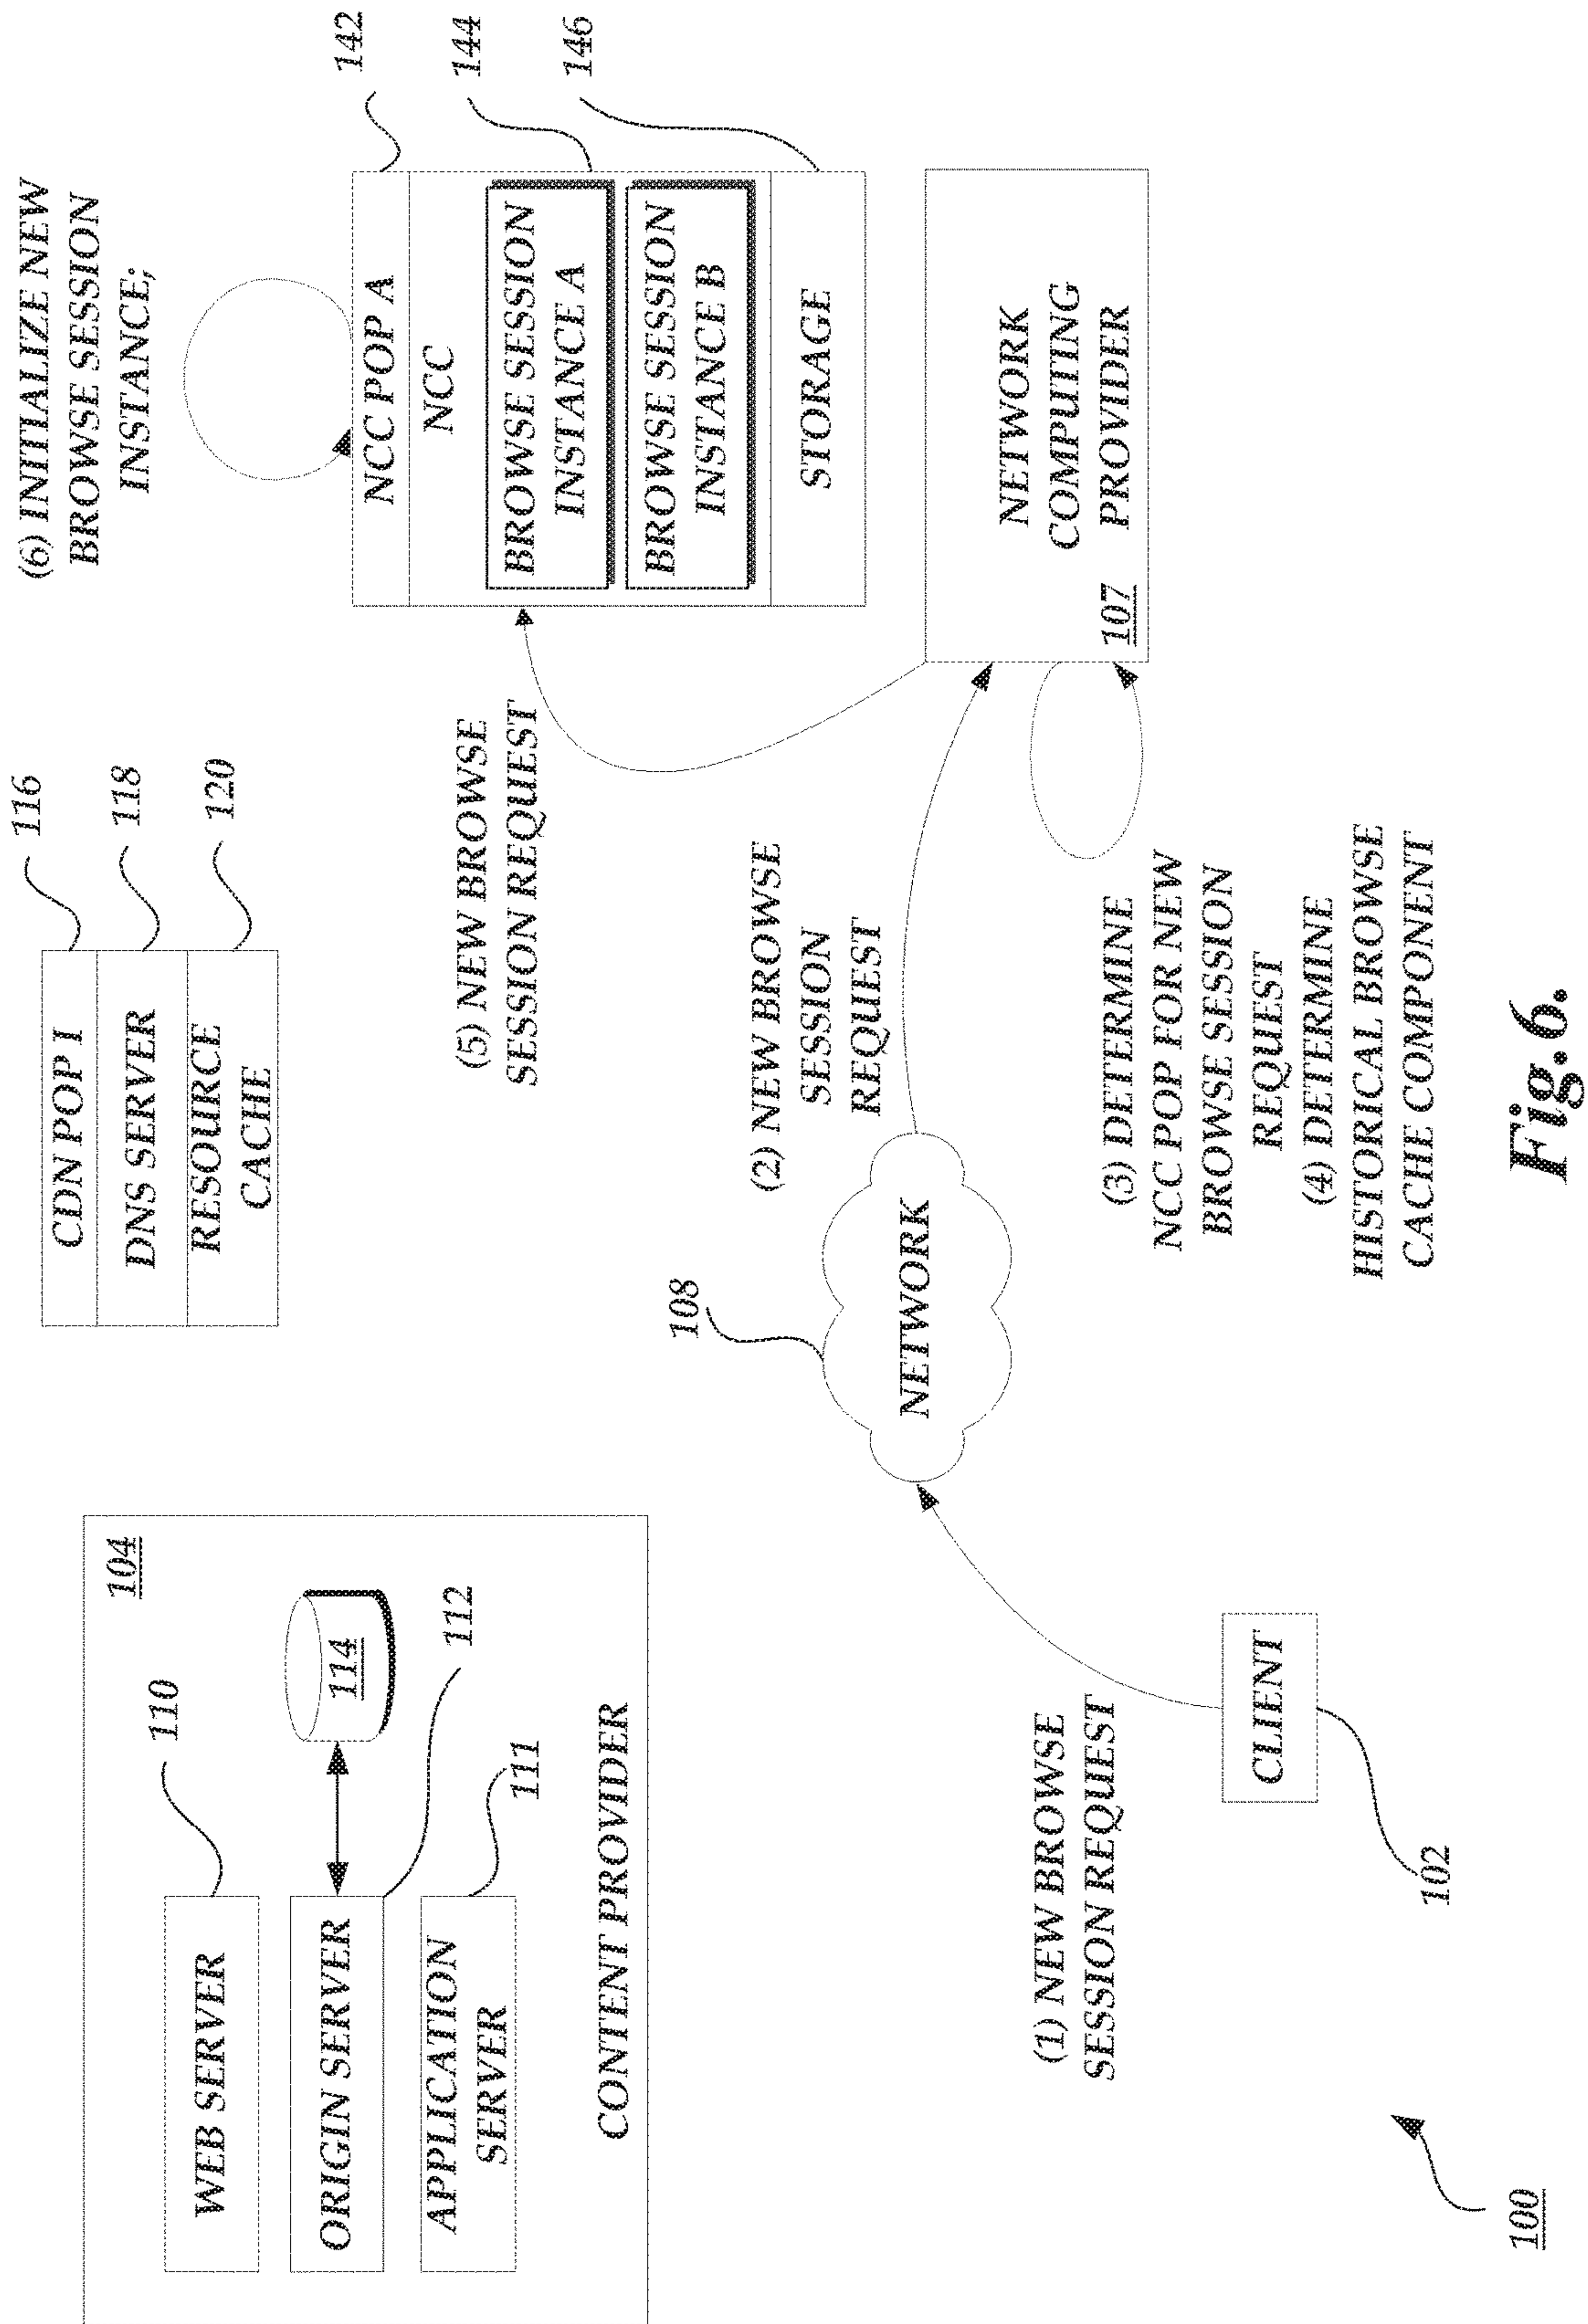 104
110
WEB SERVER
ORIGIN SERVER
114
112
APPLICATION
SERVER
111
CONTENT PROVIDER
CDN POP 1
116
DNS SERVER
118
RESOURCE
CACHE
120
(6) INITIALIZE NEW
BROWSE SESSION
INSTANCE;
NCC POP A
142
NCC
BROWSE SESSION
INSTANCE A
144
BROWSE SESSION
INSTANCE B
STORAGE
146
(5) NEW BROWSE
SESSION REQUEST
108
NETWORK
(2) NEW BROWSE
SESSION
REQUEST
NETWORK
COMPUTING
PROVIDER
107
(1) NEW BROWSE
SESSION REQUEST
CLIENT
102
(3) DETERMINE
NCC POP FOR NEW
BROWSE SESSION
REQUEST
(4) DETERMINE
HISTORICAL BROWSE
CACHE COMPONENT
100
Fig.6.